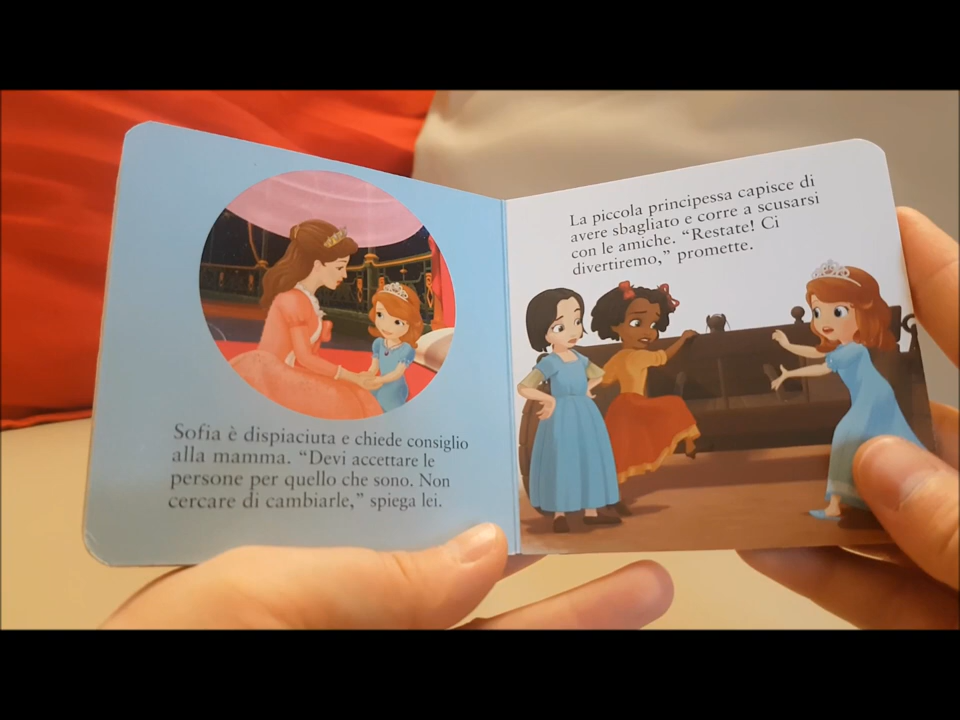 Sofia è dispiaciuta e chiede consiglio
alla mamma. “Devi accettare le
persone per quello che sono. Non
cercare di cambiarle,” spiega lei.
La piccola principessa capisce di
avere sbagliato e corre a scusarsi
con le amiche. “Restate! Ci
divertiremo,” promette.